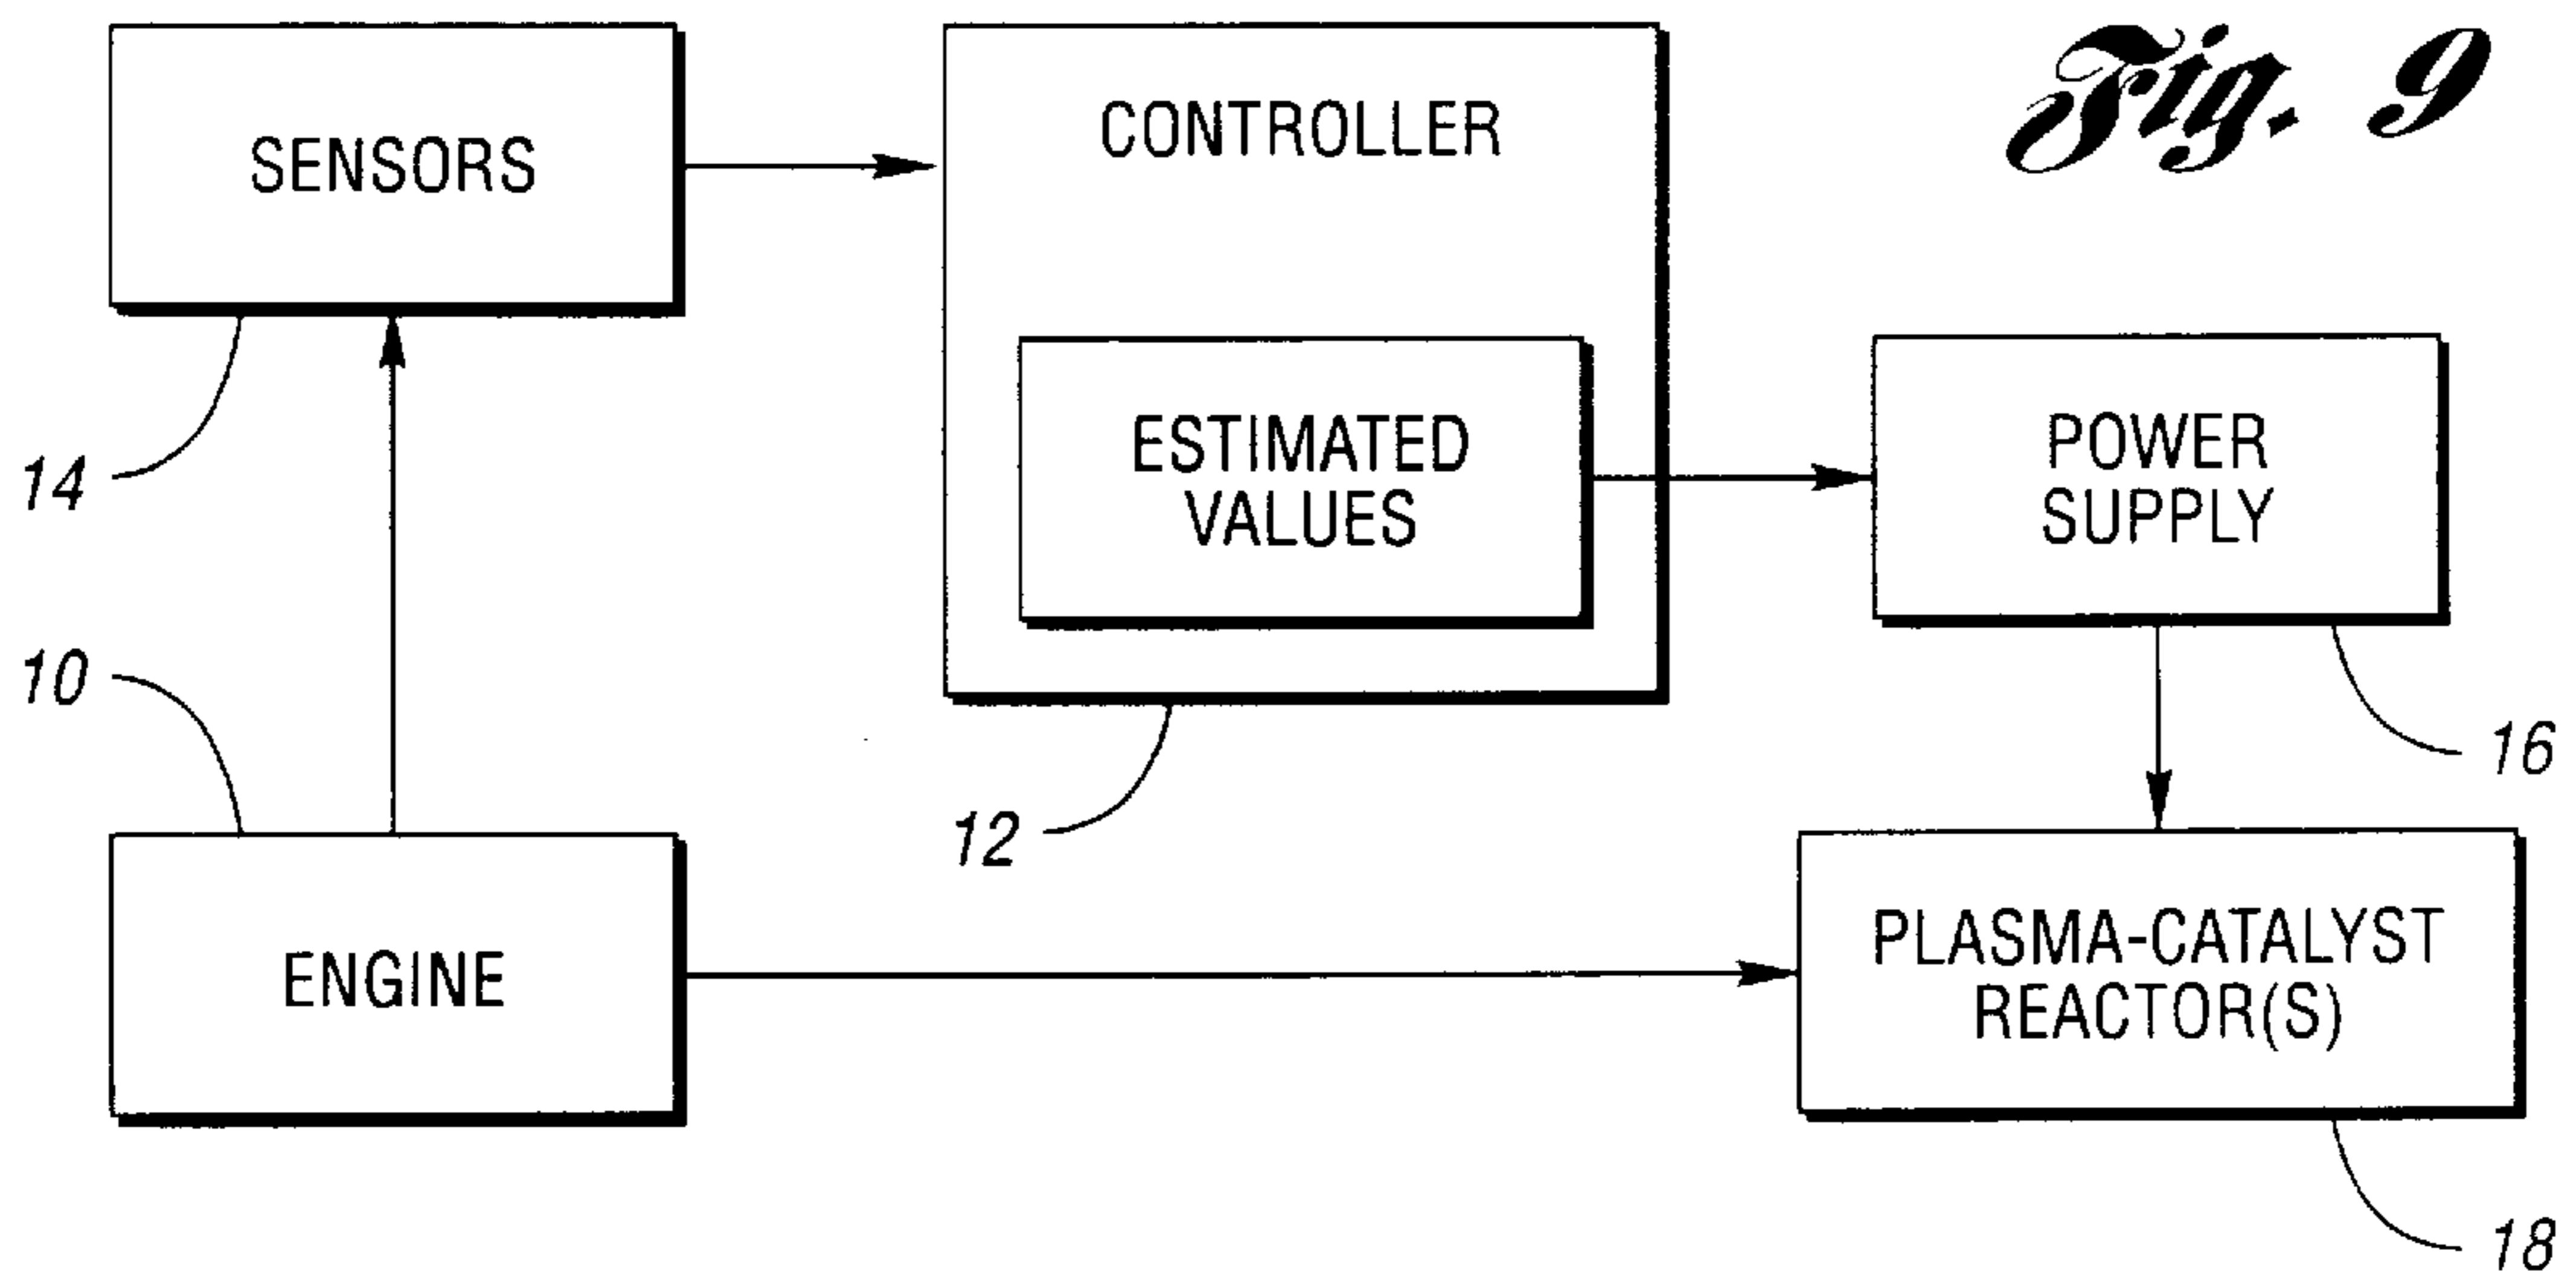 Fig. 9
SENSORS
CONTROLLER
ESTIMATED
VALUES
POWER
SUPPLY
14
10
16
12
ENGINE
PLASMA-CATALYST
REACTOR(S)
18